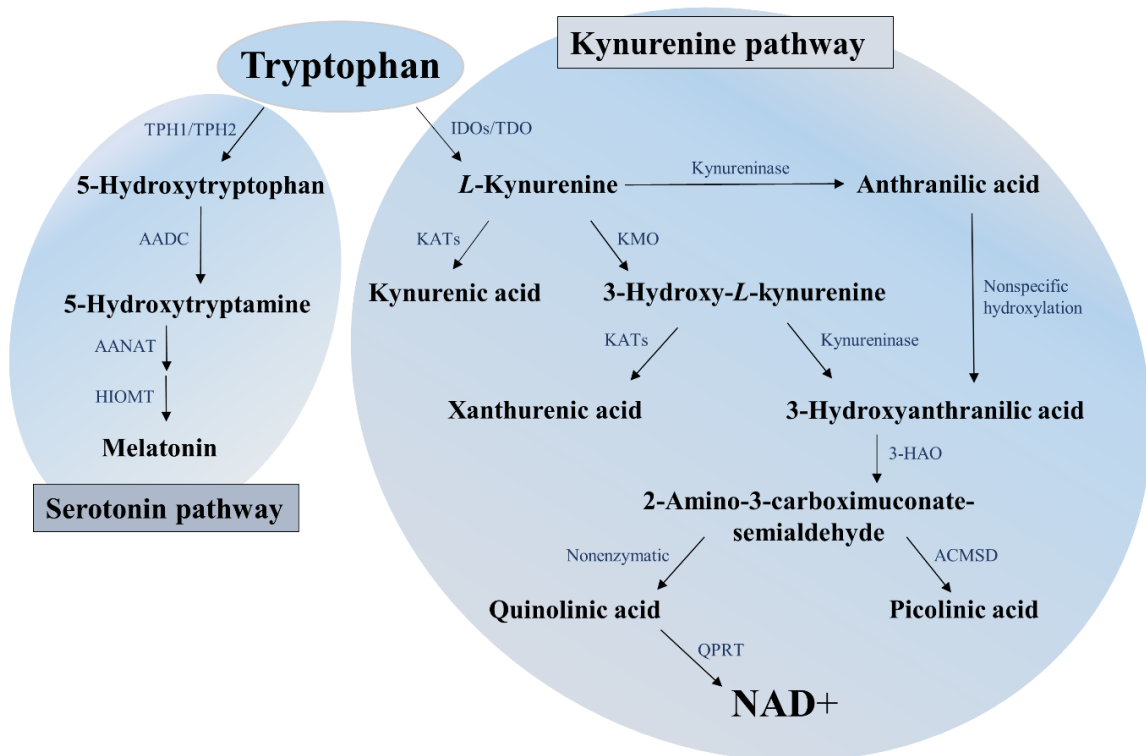 Kynurenine pathway
Tryptophan
TPH1/TPH2
IDOs/TDO
5-Hydroxytryptophan
L-Kynurenine
Kynureninase
Anthranilic acid
AADC
KATs
KMO
Nonspecific
hydroxylation
5-Hydroxytryptamine
Kynurenic acid
3-Hydroxy-L-kynurenine
AANAT
KATs
Kynureninase
HIOMT
Xanthurenic acid
3-Hydroxyanthranilic acid
Melatonin
3-HAO
Serotonin pathway
2-Amino-3-carboximuconate-
semialdehyde
Nonenzymatic
ACMSD
Quinolinic acid
Picolinic acid
QPRT
NAD+